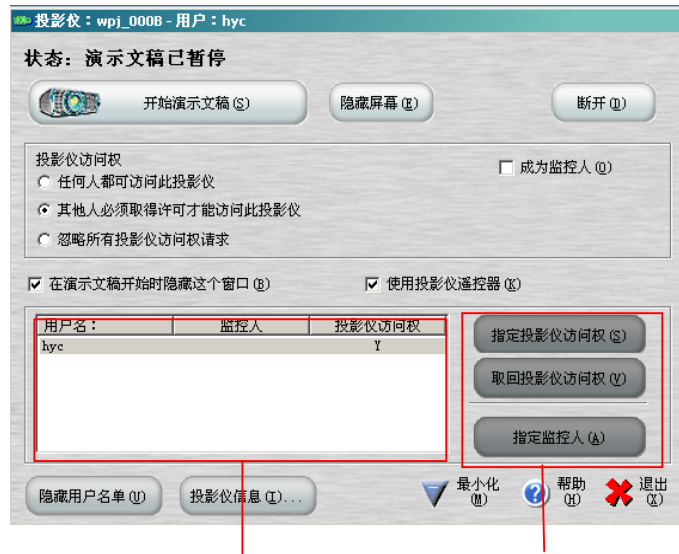 投影仪：wpj_000B - 用户：hyc
状态: 演示文稿已暂停
开始演示文稿(S) 隐藏屏幕(E) 断开(D)
投影仪访问权
任何人都可访问此投影仪 成为监控人(Q)
其他人必须取得许可才能访问此投影仪
忽略所有投影仪访问权请求
在演示文稿开始时隐藏这个窗口(B) 使用投影仪遥控器(K)
用户名： 监控人 投影仪访问权
hyc Y
指定投影仪访问权(S)
取回投影仪访问权(V)
指定监控人(A)
隐藏用户名单(U) 投影仪信息(I)... 最小化(M) 帮助(H) 退出(X)